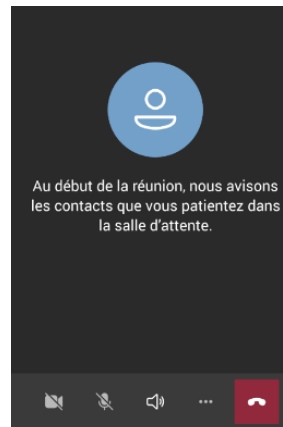 Au début de la réunion, nous avisons
les contacts que vous patientez dans
la salle d'attente.